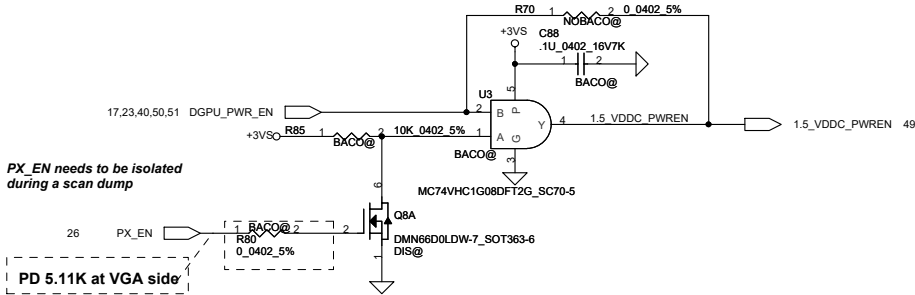 R70 1 2 0_0402_5%
NOBACO@
+3VS C88
.1U_0402_16V7K
1 2
BACO@
5
U3
17,23,40,50,51 DGPU_PWR_EN 2 B P Y 4 1.5_VDDC_PWREN 1.5_VDDC_PWREN 49
+3VS R85 1 2 10K_0402_5% 1 A G
BACO@ BACO@
3
MC74VHC1G08DFT2G_SC70-5
PX_EN needs to be isolated
during a scan dump
6
Q8A
26 PX_EN 1 BACO@ 2 2
R80
0_0402_5%
DMN66D0LDW-7_SOT363-6
DIS@
1
PD 5.11K at VGA side